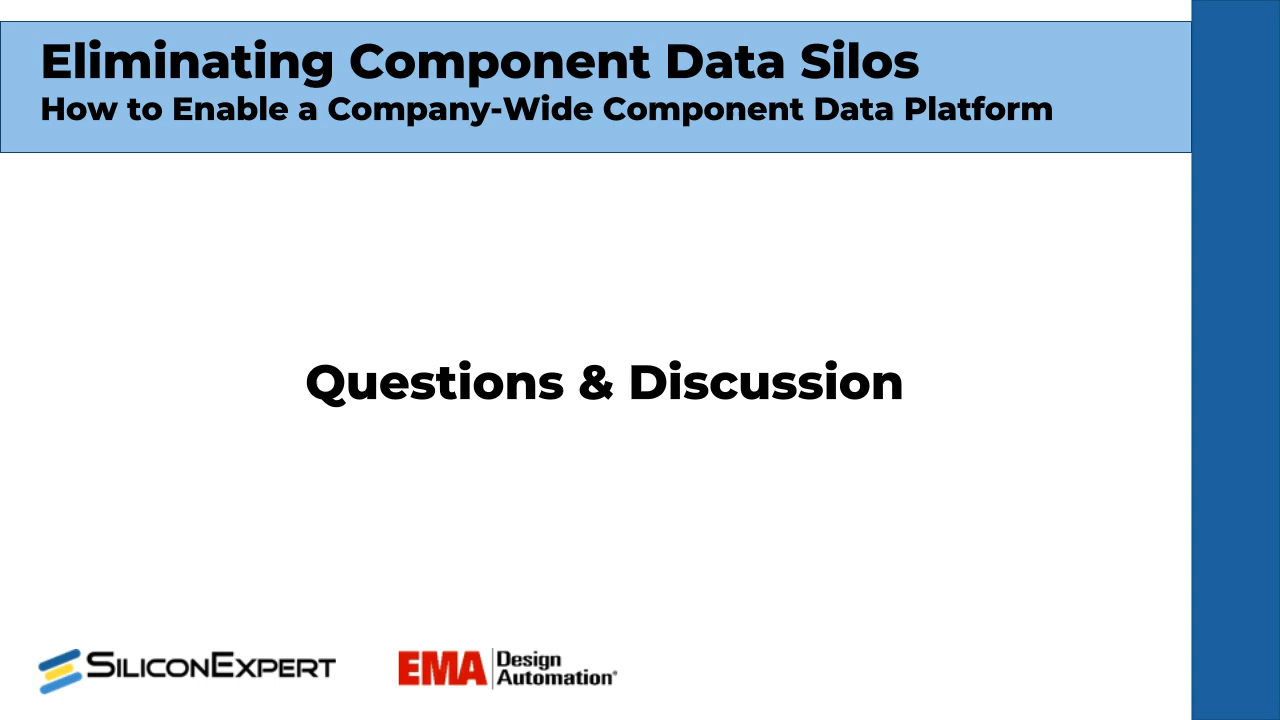 Eliminating Component Data Silos
How to Enable a Company-Wide Component Data Platform
Questions & Discussion
SILICONEXPERT
EMA Design
Automation®